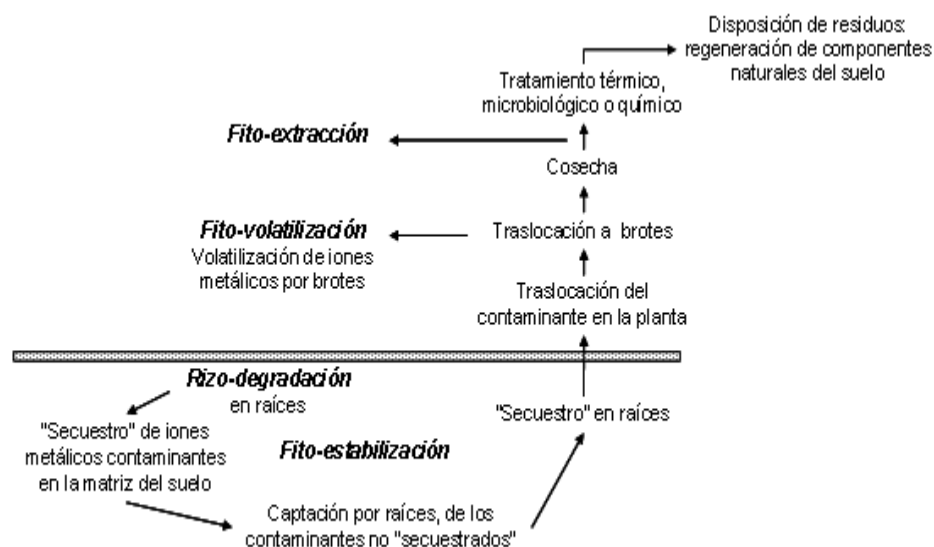 Disposición de residuos:
regeneración de componentes
naturales del suelo
Tratamiento térmico,
microbiológico o químico
Fito-extracción
Cosecha
Fito-volatilización
Volatilización de iones
metálicos por brotes
Traslocación a brotes
Traslocación del
contaminante en la planta
Rizo-degradación
en raíces
"Secuestro" de iones
metálicos contaminantes
en la matriz del suelo
Fito-estabilización
"Secuestro" en raíces
Captación por raíces, de los
contaminantes no "secuestrados"